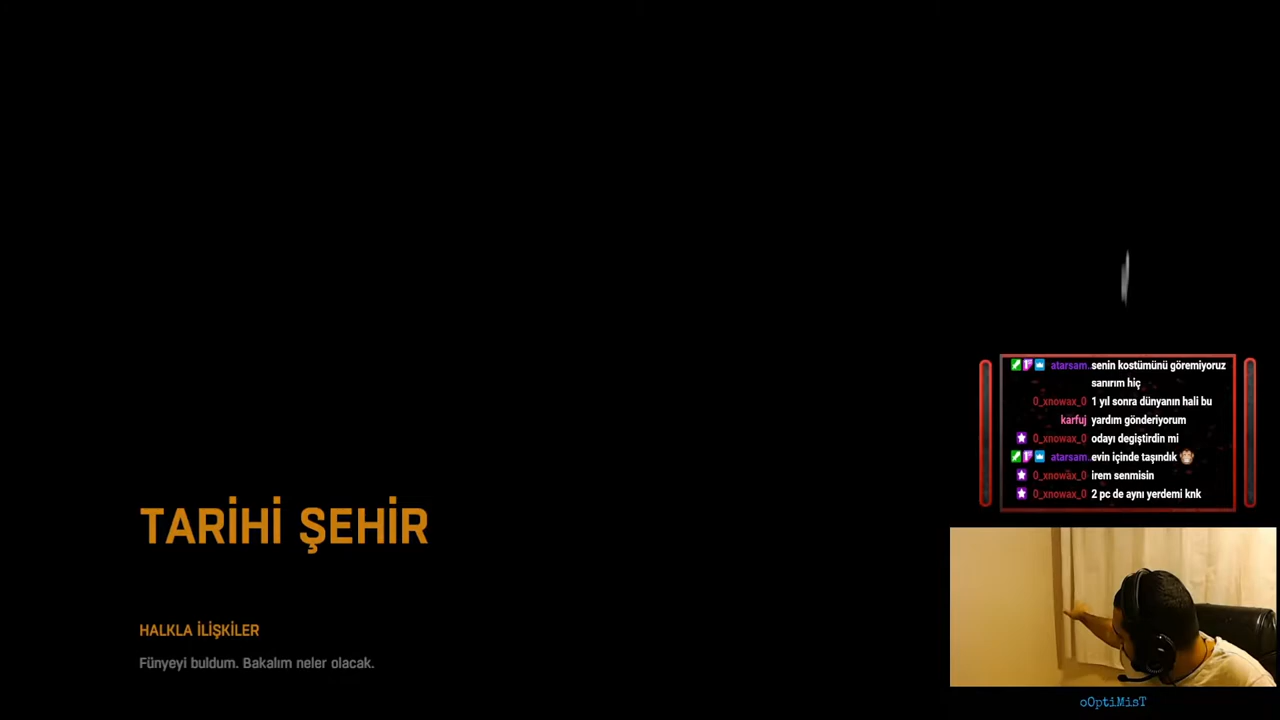 atarsam.. senin kostümünü göremiyoruz
sanırım hiç
0_xnowax_0 1 yıl sonra dünyanın hali bu
karfuj yardım gönderiyorum
0_xnowax_0 odayı degiştirdin mi
atarsam.. evin içinde taşındık
0_xnowax_0 irem senmisin
0_xnowax_0 2 pc de aynı yerdemi knk
TARİHİ ŞEHİR
HALKLA İLİŞKİLER
Fünyeyi buldum. Bakalım neler olacak.
oOptiMisT